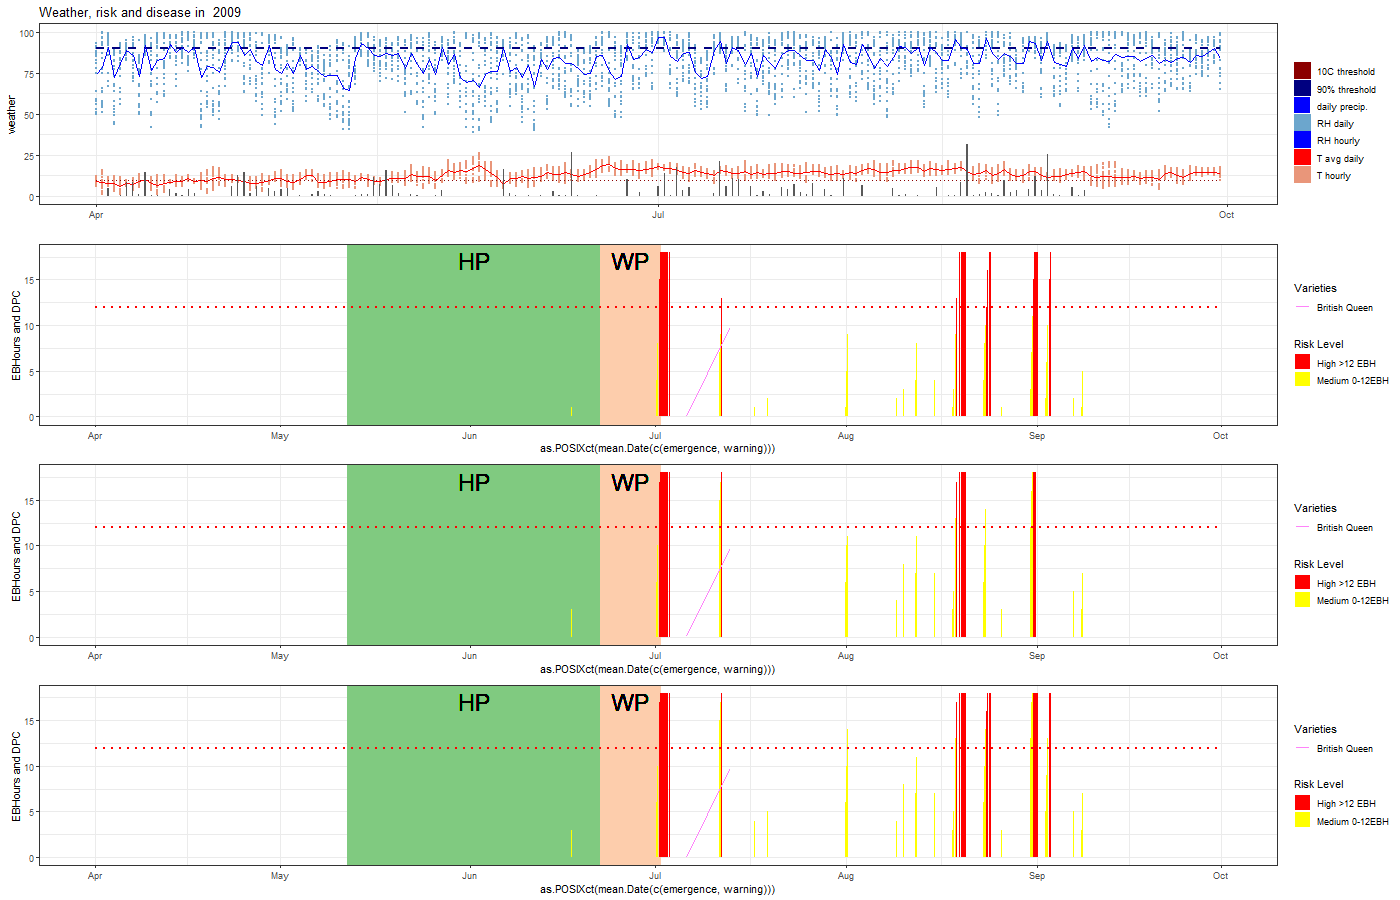 Weather, risk and disease in  2009
weather
100
75
50
25
0
Apr
Jul
Oct
10C threshold
90% threshold
daily precip.
RH daily
RH hourly
T avg daily
T hourly
HP
WP
EBHours and DPC
15
10
5
0
Apr
May
Jun
Jul
Aug
Sep
Oct
as.POSIXct(mean.Date(c(emergence, warning)))
Varieties
British Queen
Risk Level
High >12 EBH
Medium 0-12EBH
HP
WP
EBHours and DPC
15
10
5
0
Apr
May
Jun
Jul
Aug
Sep
Oct
as.POSIXct(mean.Date(c(emergence, warning)))
Varieties
British Queen
Risk Level
High >12 EBH
Medium 0-12EBH
HP
WP
EBHours and DPC
15
10
5
0
Apr
May
Jun
Jul
Aug
Sep
Oct
as.POSIXct(mean.Date(c(emergence, warning)))
Varieties
British Queen
Risk Level
High >12 EBH
Medium 0-12EBH